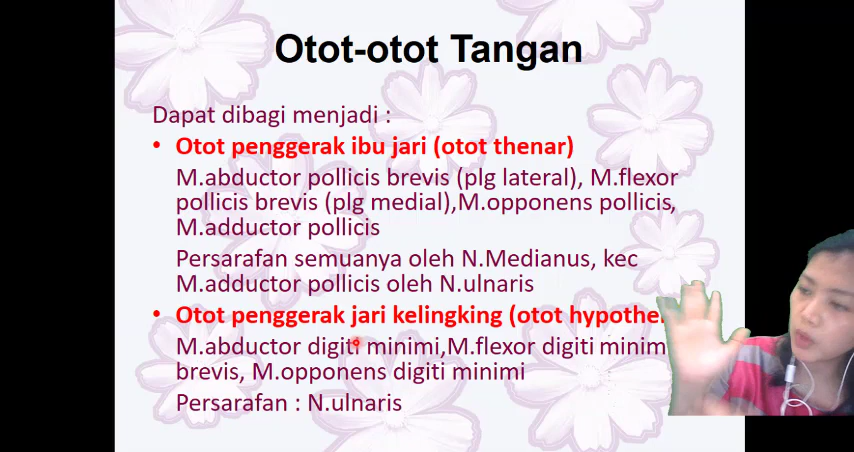 Otot-otot Tangan
Dapat dibagi menjadi :
• Otot penggerak ibu jari (otot thenar)
M.abductor pollicis brevis (plg lateral), M.flexor
pollicis brevis (plg medial),M.opponens pollicis,
M.adductor pollicis
Persarafan semuanya oleh N.Medianus, kec
M.adductor pollicis oleh N.ulnaris
• Otot penggerak jari kelingking (otot hypothe
M.abductor digiti minimi,M.flexor digiti minim
brevis, M.opponens digiti minimi
Persarafan : N.ulnaris